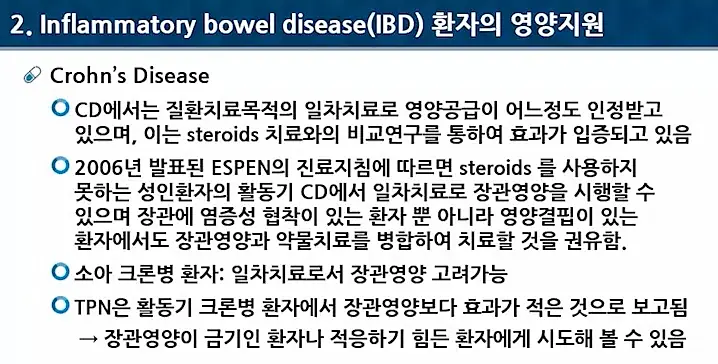 2. Inflammatory bowel disease(IBD) 환자의 영양지원
Crohn's Disease
CD에서는 질환치료목적의 일차치료로 영양공급이 어느정도 인정받고
있으며, 이는 steroids 치료와의 비교연구를 통하여 효과가 입증되고 있음
2006년 발표된 ESPEN의 진료지침에 따르면 steroids 를 사용하지
못하는 성인환자의 활동기 CD에서 일차치료로 장관영양을 시행할 수
있으며 장관에 염증성 협착이 있는 환자 뿐 아니라 영양결핍이 있는
환자에서도 장관영양과 약물치료를 병합하여 치료할 것을 권유함.
소아 크론병 환자: 일차치료로서 장관영양 고려가능
TPN은 활동기 크론병 환자에서 장관영양보다 효과가 적은 것으로 보고됨
→ 장관영양이 금기인 환자나 적응하기 힘든 환자에게 시도해 볼 수 있음